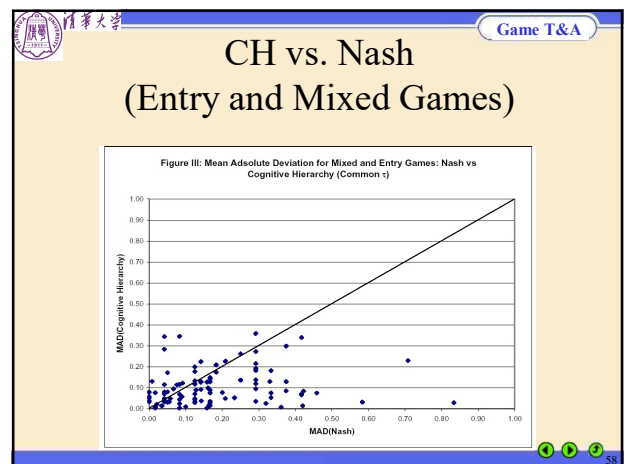 清華大学
Game T&A
CH vs. Nash
(Entry and Mixed Games)
Figure III: Mean Adsolute Deviation for Mixed and Entry Games: Nash vs
Cognitive Hierarchy (Common τ)
1.00
0.90
0.80
0.70
0.60
0.50
0.40
0.30
0.20
0.10
0.00
MAD(Cognitive Hierarchy)
0.00 0.10 0.20 0.30 0.40 0.50 0.60 0.70 0.80 0.90 1.00
MAD(Nash)
58